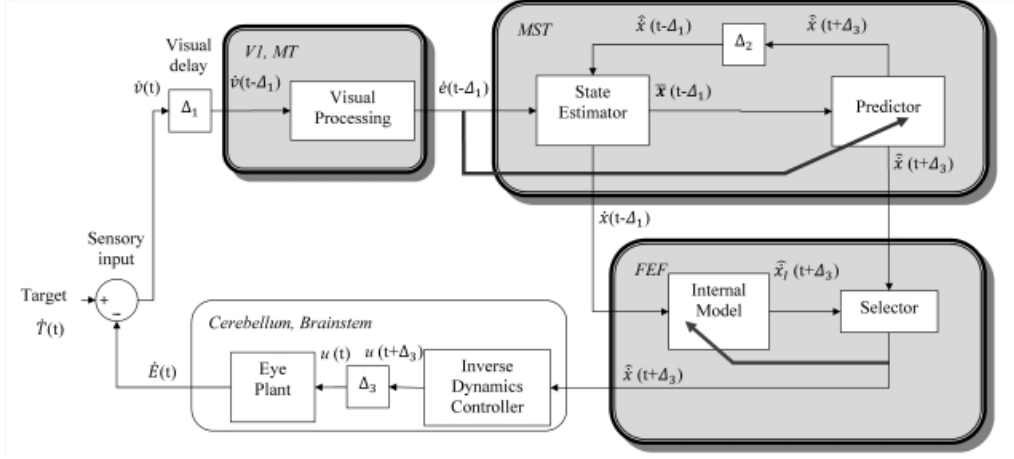 Visual
delay
v̇(t)
Δ₁
V1, MT
v̇(t-Δ₁)
Visual
Processing
ė(t-Δ₁)
MST
x̂̇ (t-Δ₁)
Δ₂
x̂̇ (t+Δ₃)
State
Estimator
x̅ (t-Δ₁)
Predictor
x̂̇ (t+Δ₃)
ẋ(t-Δ₁)
Sensory
input
Target
Ṫ(t)
+
−
FEF
Internal
Model
x̂̇ₗ (t+Δ₃)
Selector
x̂̇ (t+Δ₃)
Cerebellum, Brainstem
Ė(t)
Eye
Plant
u (t)
Δ₃
u (t+Δ₃)
Inverse
Dynamics
Controller